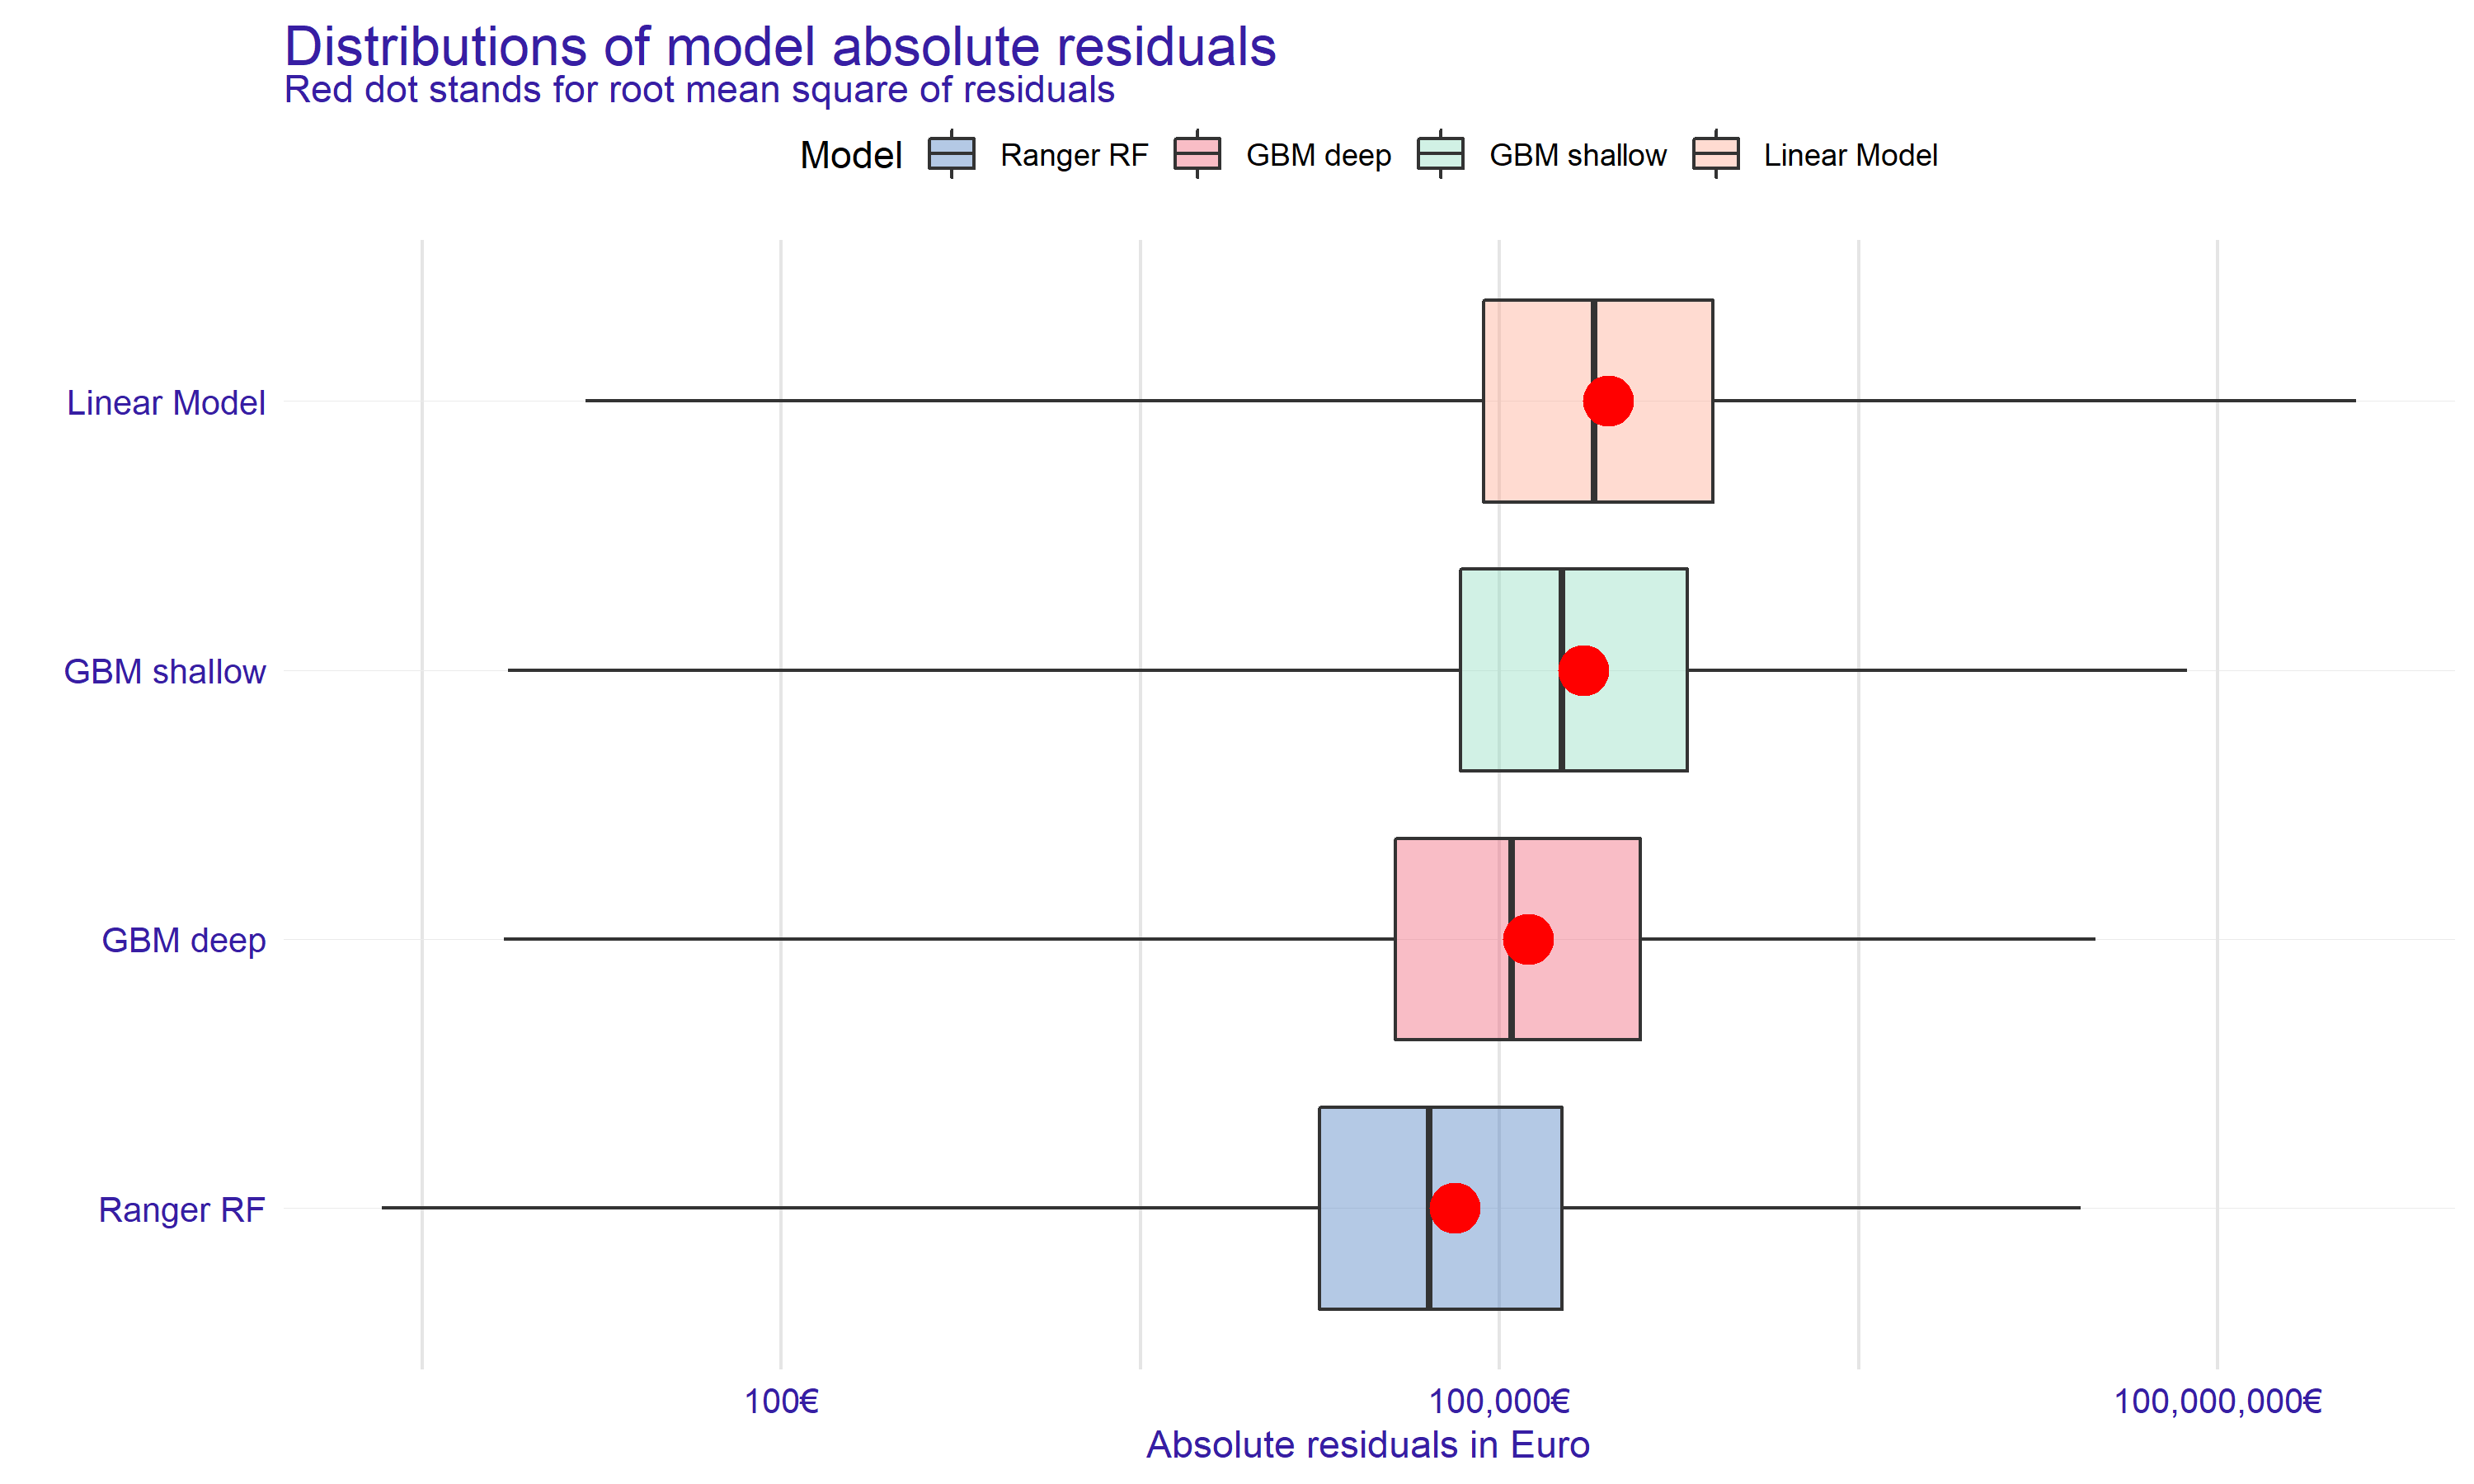 Distributions of model absolute residuals
Red dot stands for root mean square of residuals
Model Ranger RF GBM deep GBM shallow Linear Model
Linear Model
GBM shallow
GBM deep
Ranger RF
100€ 100,000€ 100,000,000€
Absolute residuals in Euro